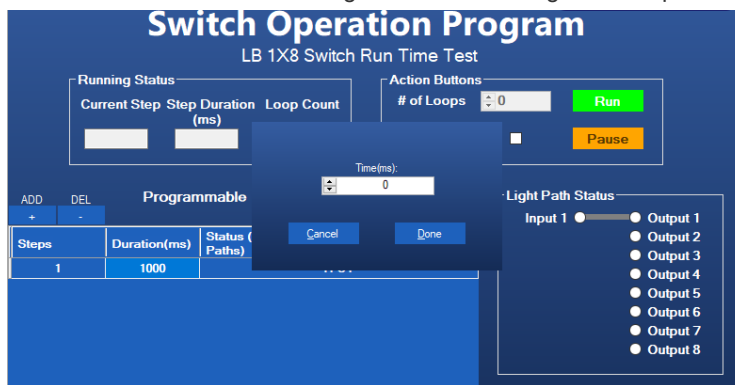 Switch Operation Program
LB 1X8 Switch Run Time Test
Running Status
Current Step Step Duration (ms) Loop Count
Action Buttons
# of Loops 0 Run
Pause
Time(ms):
0
Cancel Done
ADD DEL
+ -
Programmable
Steps Duration(ms) Status (
Paths)
1 1000
Light Path Status
Input 1 Output 1
Output 2
Output 3
Output 4
Output 5
Output 6
Output 7
Output 8